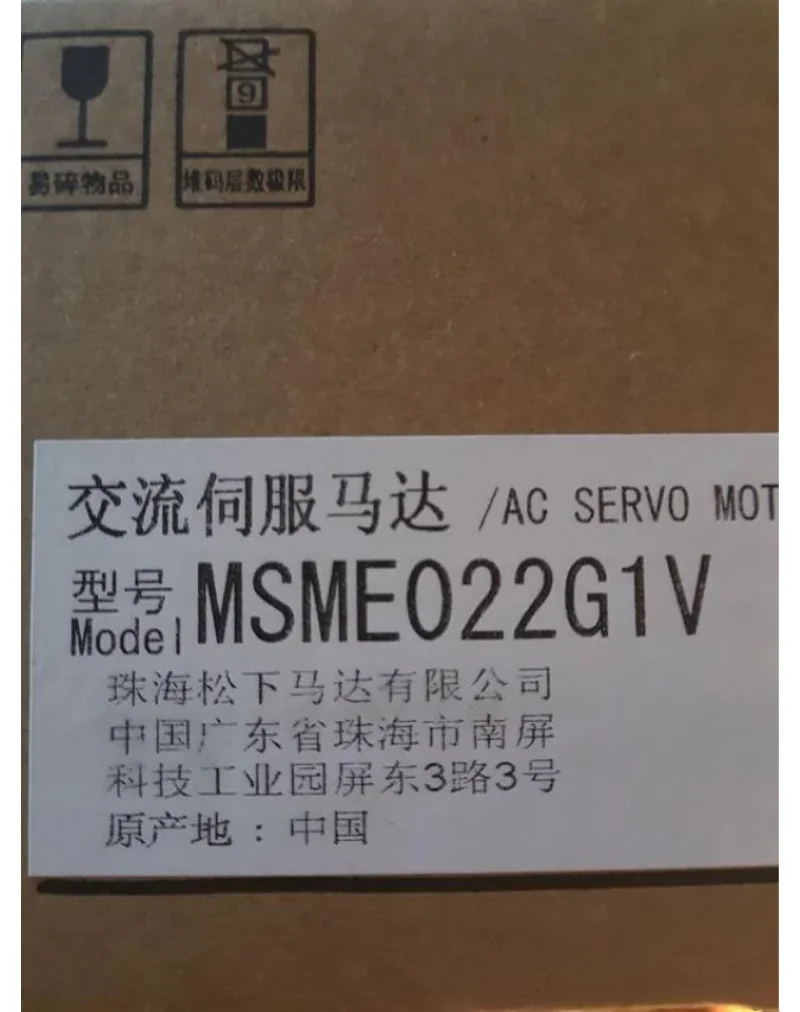 9
易碎物品
堆码层数极限
交流伺服马达 /AC SERVO MOT
型号
Model MSME022G1V
珠海松下马达有限公司
中国广东省珠海市南屏
科技工业园屏东3路3号
原产地：中国